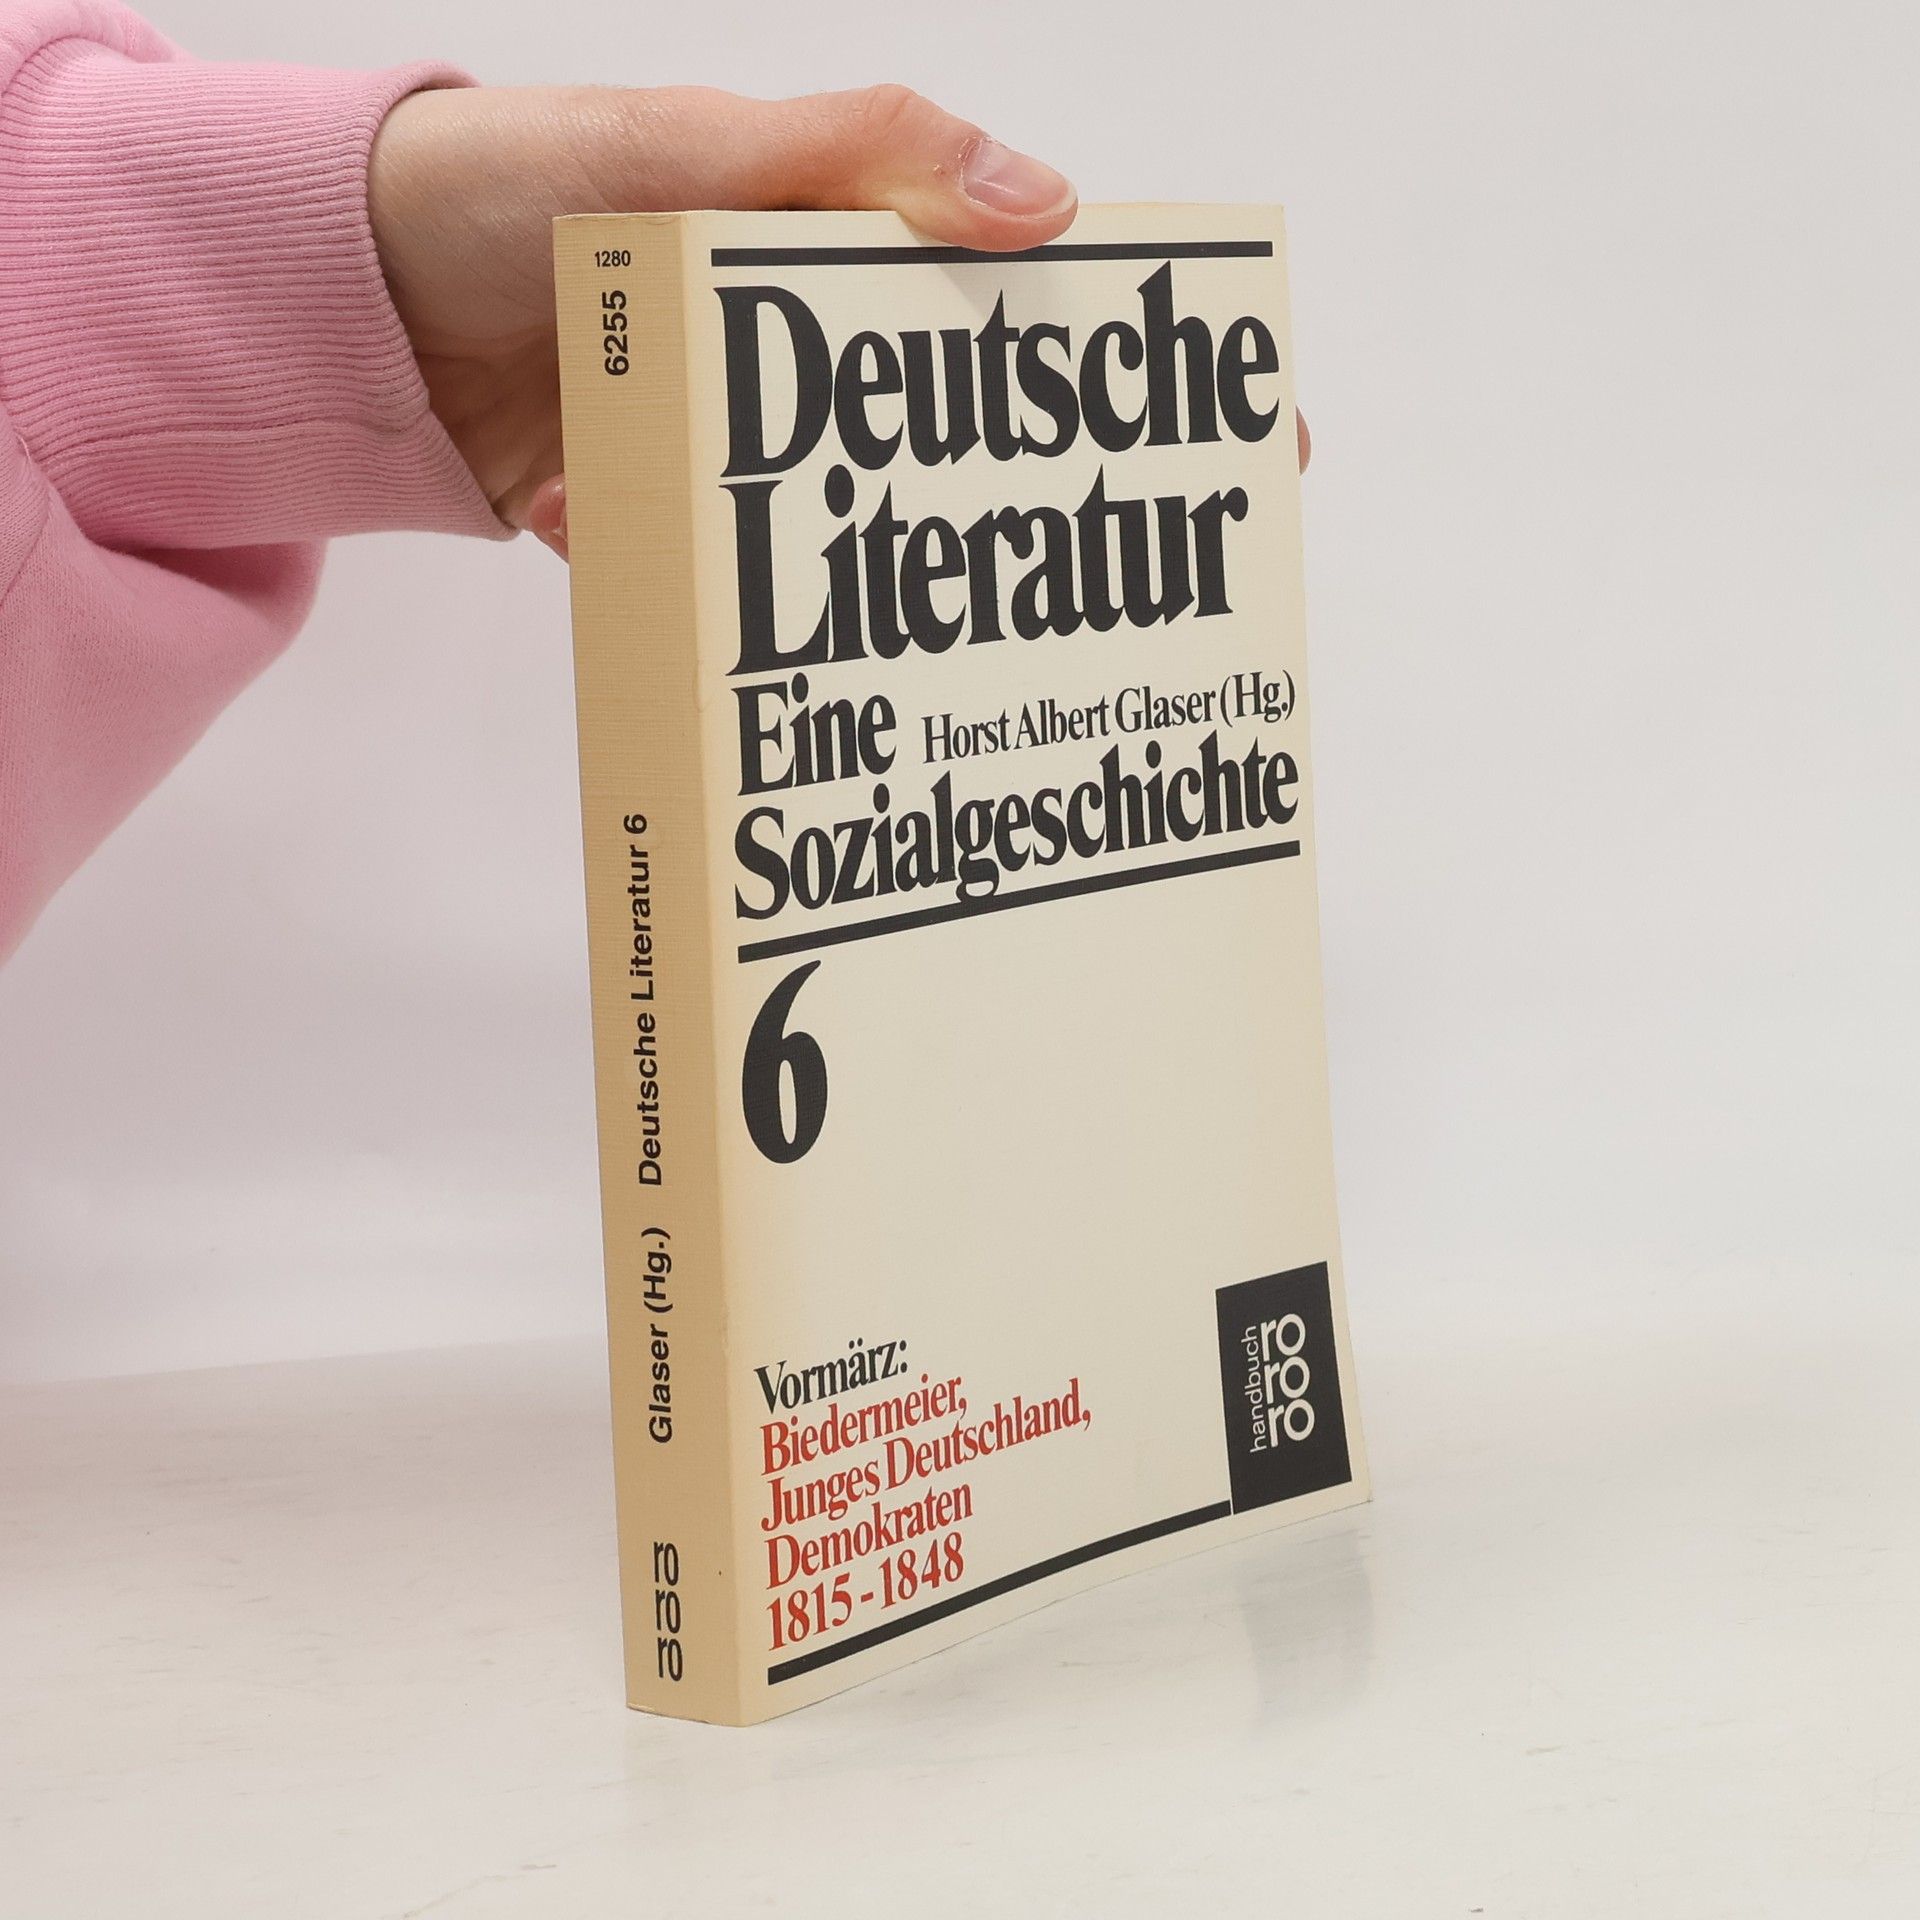 1280
6255
Glaser (Hg.) Deutsche Literatur 6
ro
ro
ro
Deutsche
Literatur
Eine Horst Albert Glaser (Hg.)
Sozialgeschichte
6
Vormärz:
Biedermeier,
Junges Deutschland,
Demokraten
1815-1848
handbuch
ro
ro
ro